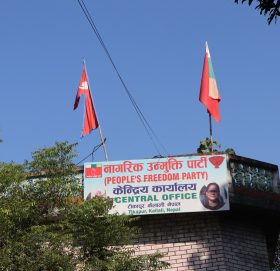 नागरिक उन्मुक्ति पार्टी
(PEOPLE'S FREEDOM PARTY)
केन्द्रिय कार्यालय
CENTRAL OFFICE
टीकापुर, कैलाली, नेपाल
Tikapur, Kailali, Nepal